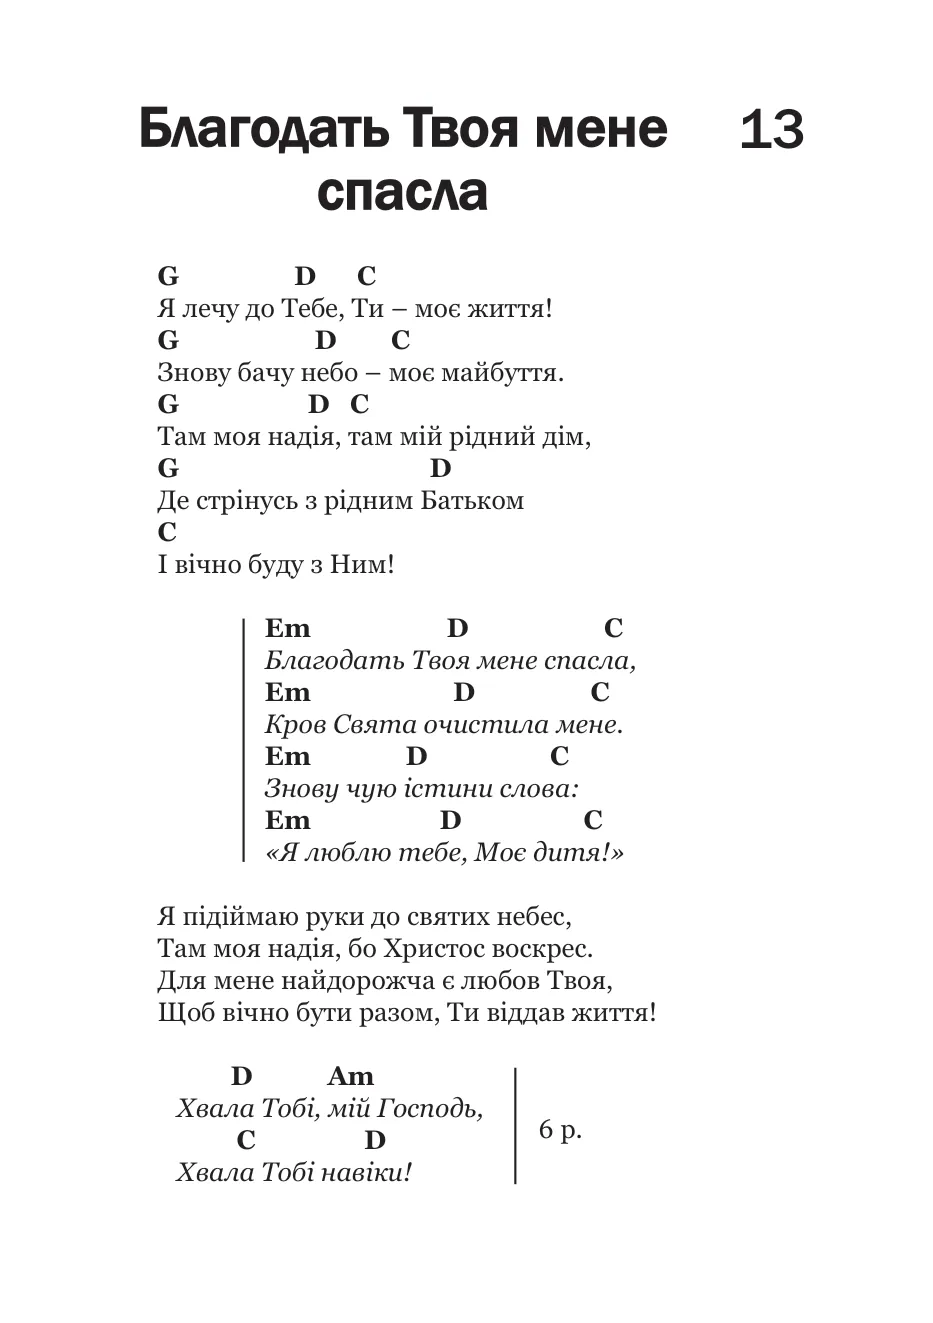 Благодать Твоя мене 13
спасла
G D C
Я лечу до Тебе, Ти – моє життя!
G D C
Знову бачу небо – моє майбуття.
G D C
Там моя надія, там мій рідний дім,
G D
Де стрінусь з рідним Батьком
C
І вічно буду з Ним!
Em D C
Благодать Твоя мене спасла,
Em D C
Кров Свята очистила мене.
Em D C
Знову чую істини слова:
Em D C
«Я люблю тебе, Моє дитя!»
Я підіймаю руки до святих небес,
Там моя надія, бо Христос воскрес.
Для мене найдорожча є любов Твоя,
Щоб вічно бути разом, Ти віддав життя!
D Am
Хвала Тобі, мій Господь,
6 р.
C D
Хвала Тобі навіки!